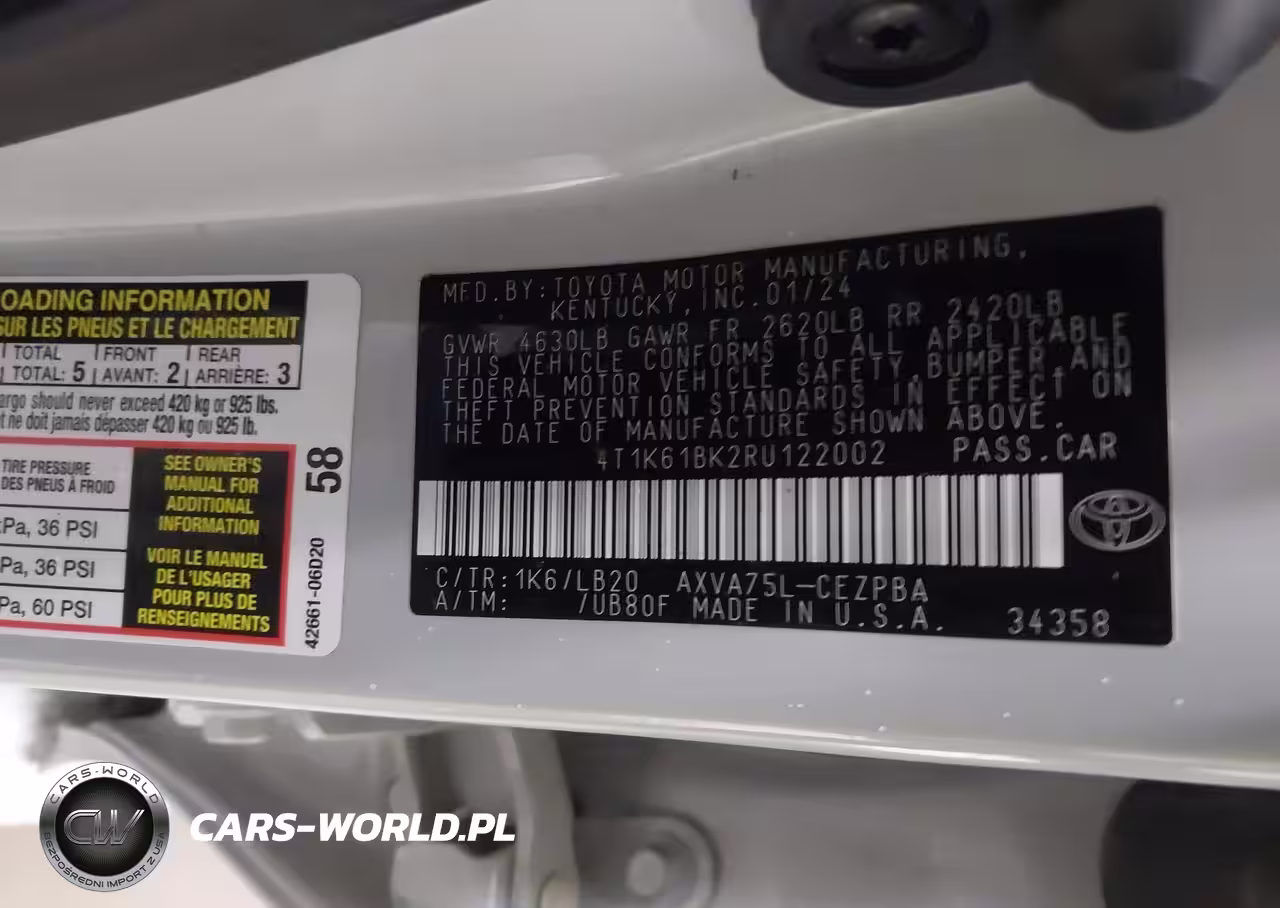 OADING INFORMATION
SUR LES PNEUS ET LE CHARGEMENT
TOTAL | FRONT | REAR
TOTAL: 5 | AVANT: 2 | ARRIÈRE: 3
argo should never exceed 420 kg or 925 lbs.
t ne doit jamais dépasser 420 kg ou 925 lb.
TIRE PRESSURE
DES PNEUS À FROID
Pa, 36 PSI
Pa, 36 PSI
Pa, 60 PSI
SEE OWNER'S
MANUAL FOR
ADDITIONAL
INFORMATION
VOIR LE MANUEL
DE L'USAGER
POUR PLUS DE
RENSEIGNEMENTS
58
42661-06D20
MFD.BY:TOYOTA MOTOR MANUFACTURING,
KENTUCKY, INC.01/24
GVWR 4630LB GAWR FR 2620LB RR 2420LB
THIS VEHICLE CONFORMS TO ALL APPLICABLE
FEDERAL MOTOR VEHICLE SAFETY,BUMPER,AND
THEFT PREVENTION STANDARDS IN EFFECT ON
THE DATE OF MANUFACTURE SHOWN ABOVE.
4T1K61BK2RU122002 PASS.CAR
C/TR:1K6/LB20 AXVA75L-CEZPBA
A/TM: /UB80F MADE IN U.S.A. 34358
CARS-WORLD
CW
BEZPOŚREDNI IMPORT Z USA
CARS-WORLD.PL